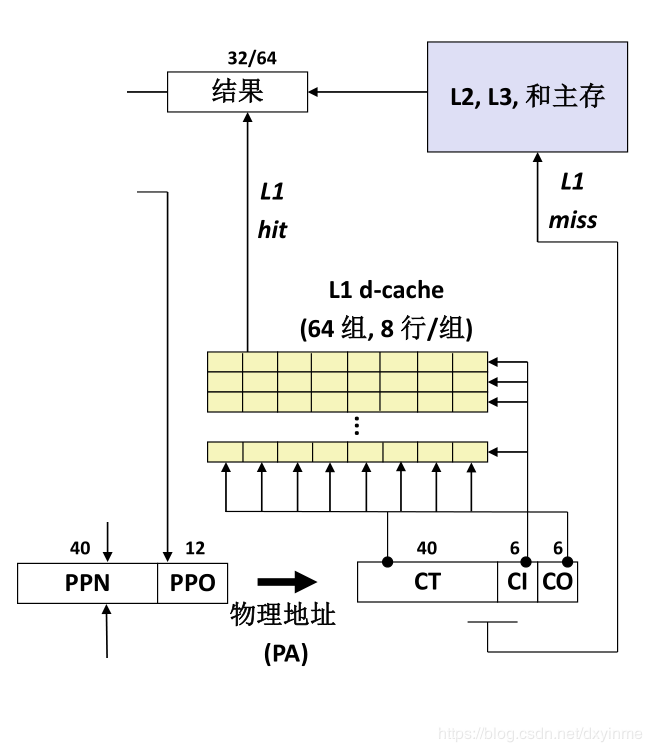 32/64
结果
L2, L3, 和主存
L1
hit
L1
miss
L1 d-cache
(64 组, 8 行/组)
40
12
PPN
PPO
物理地址
(PA)
40
6
6
CT
CI
CO
https://blog.csdn.net/dxyinme